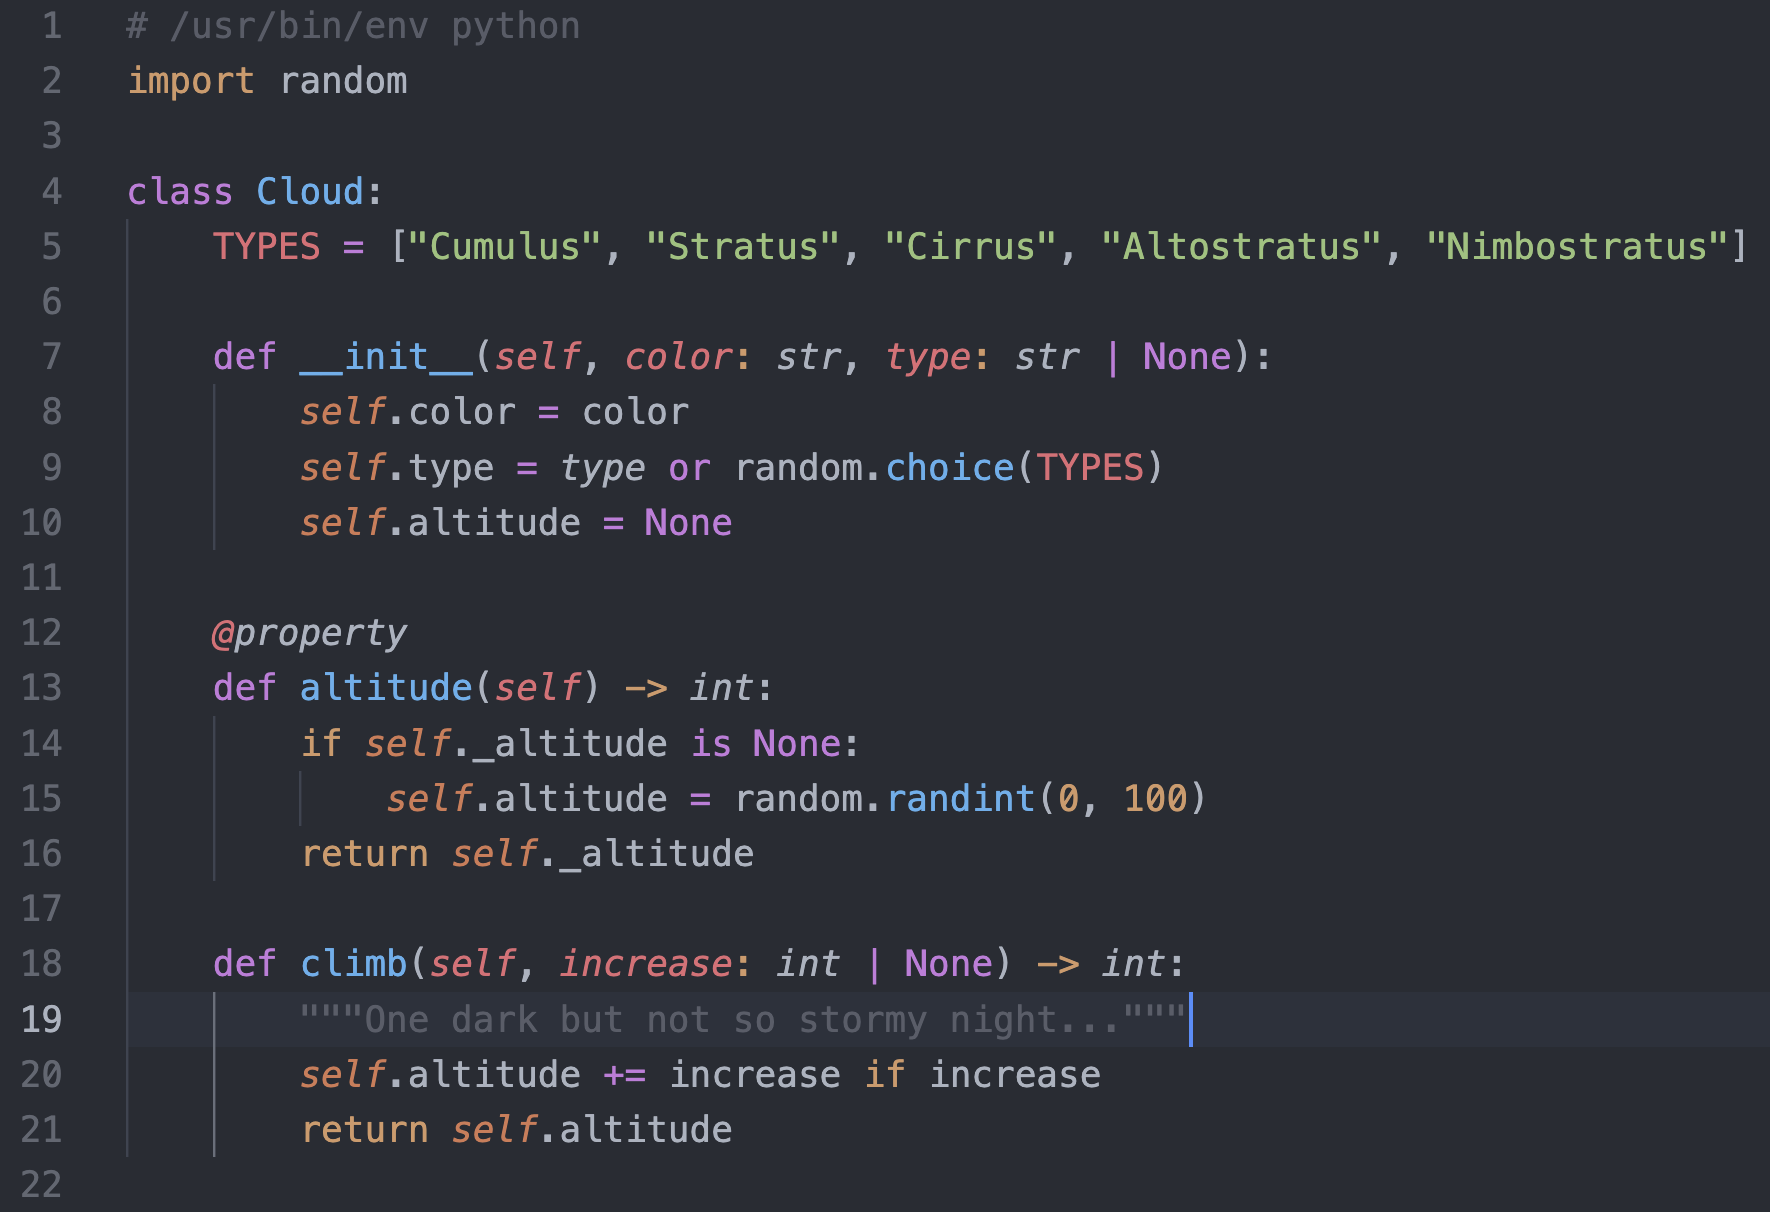 1 # /usr/bin/env python
2 import random
3
4 class Cloud:
5     TYPES = ["Cumulus", "Stratus", "Cirrus", "Altostratus", "Nimbostratus"]
6
7     def __init__(self, color: str, type: str | None):
8         self.color = color
9         self.type = type or random.choice(TYPES)
10         self.altitude = None
11
12     @property
13     def altitude(self) -> int:
14         if self._altitude is None:
15             self.altitude = random.randint(0, 100)
16         return self._altitude
17
18     def climb(self, increase: int | None) -> int:
19         """One dark but not so stormy night..."""
20         self.altitude += increase if increase
21         return self.altitude
22